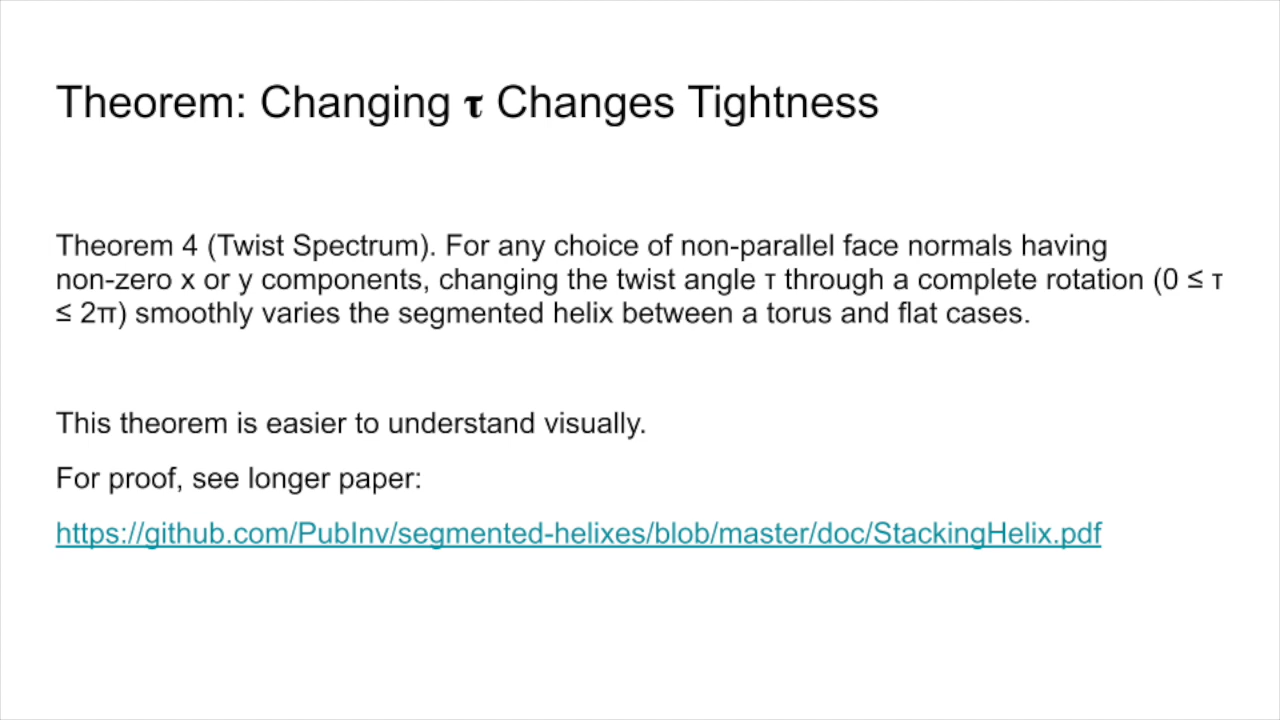 Theorem: Changing τ Changes Tightness
Theorem 4 (Twist Spectrum). For any choice of non-parallel face normals having
non-zero x or y components, changing the twist angle τ through a complete rotation (0 ≤ τ
≤ 2π) smoothly varies the segmented helix between a torus and flat cases.
This theorem is easier to understand visually.
For proof, see longer paper:
https://github.com/PubInv/segmented-helixes/blob/master/doc/StackingHelix.pdf